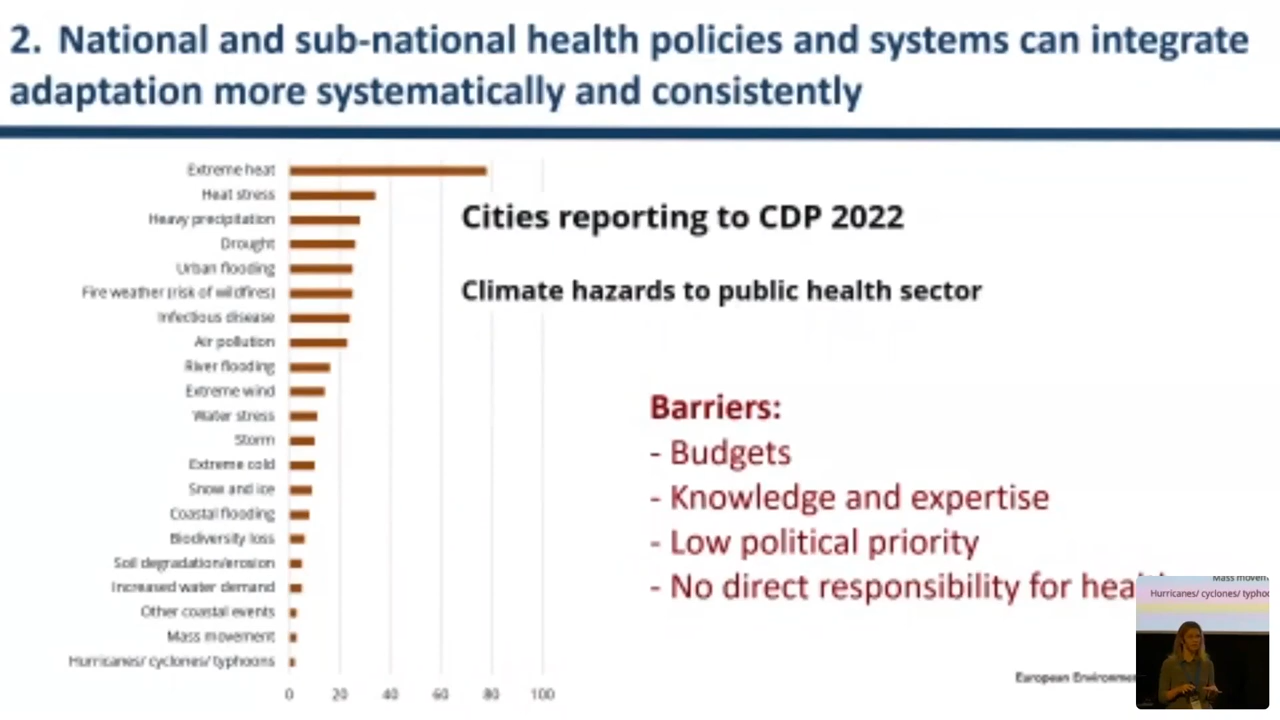 2. National and sub-national health policies and systems can integrate
adaptation more systematically and consistently
Extreme heat
Heat stress
Heavy precipitation
Drought
Urban flooding
Fire weather (risk of wildfires)
Infectious disease
Air pollution
River flooding
Extreme wind
Water stress
Storm
Extreme cold
Snow and ice
Coastal flooding
Biodiversity loss
Soil degradation/erosion
Increased water demand
Other coastal events
Mass movement
Hurricanes/ cyclones/ typhoons
0 20 40 60 80 100
Cities reporting to CDP 2022
Climate hazards to public health sector
Barriers:
- Budgets
- Knowledge and expertise
- Low political priority
- No direct responsibility for
European
Mass
Hurricanes/ cyclones/